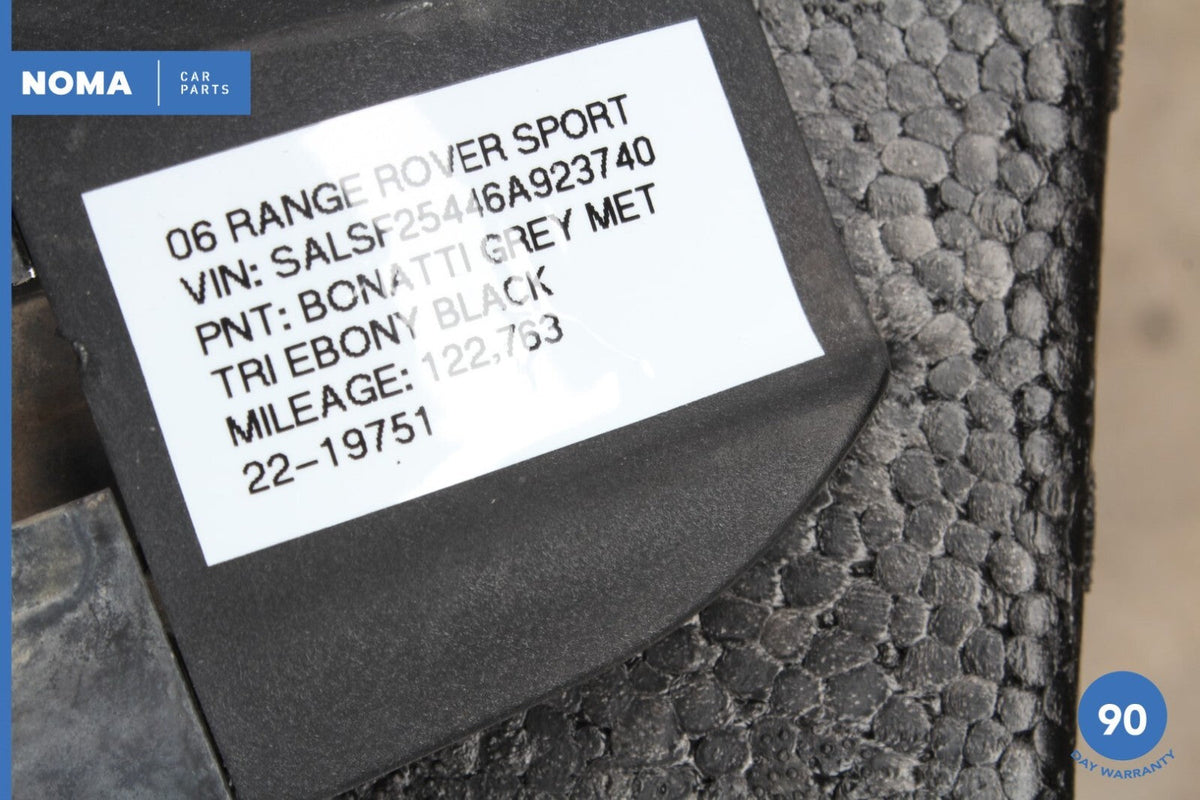 NOMA
CAR
PARTS
06 RANGE ROVER SPORT
VIN: SALSF25446A923740
PNT: BONATTI GREY MET
TRI EBONY BLACK
MILEAGE: 122,763
22-19751
90
DAY WARRANTY